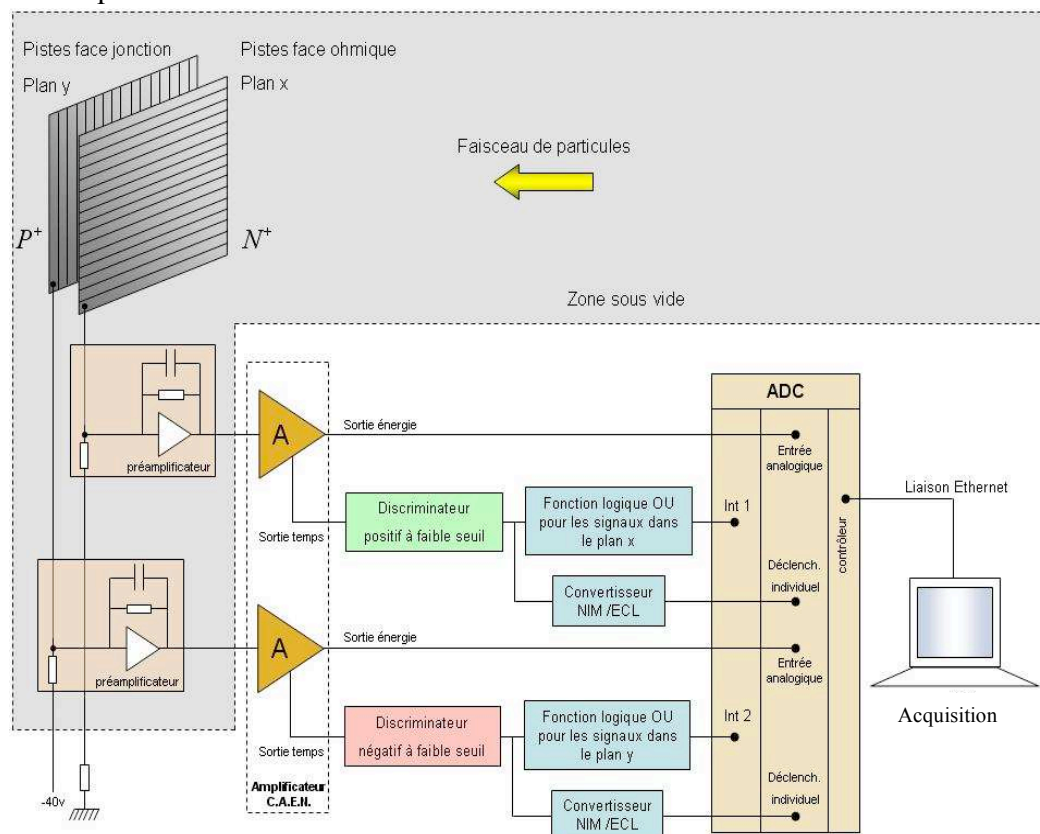 Pistes face jonction
Plan y
Pistes face ohmique
Plan x
Faisceau de particules
P+
N+
Zone sous vide
préamplificateur
A
Sortie énergie
Sortie temps
Discriminateur
positif à faible seuil
Fonction logique OU
pour les signaux dans
le plan x
Convertisseur
NIM /ECL
ADC
Entrée
analogique
Int 1
Déclench.
individuel
contrôleur
Liaison Ethernet
préamplificateur
A
Sortie énergie
Sortie temps
Discriminateur
négatif à faible seuil
Fonction logique OU
pour les signaux dans
le plan y
Convertisseur
NIM /ECL
Entrée
analogique
Int 2
Déclench.
individuel
Acquisition
-40v
Amplificateur
C.A.E.N.